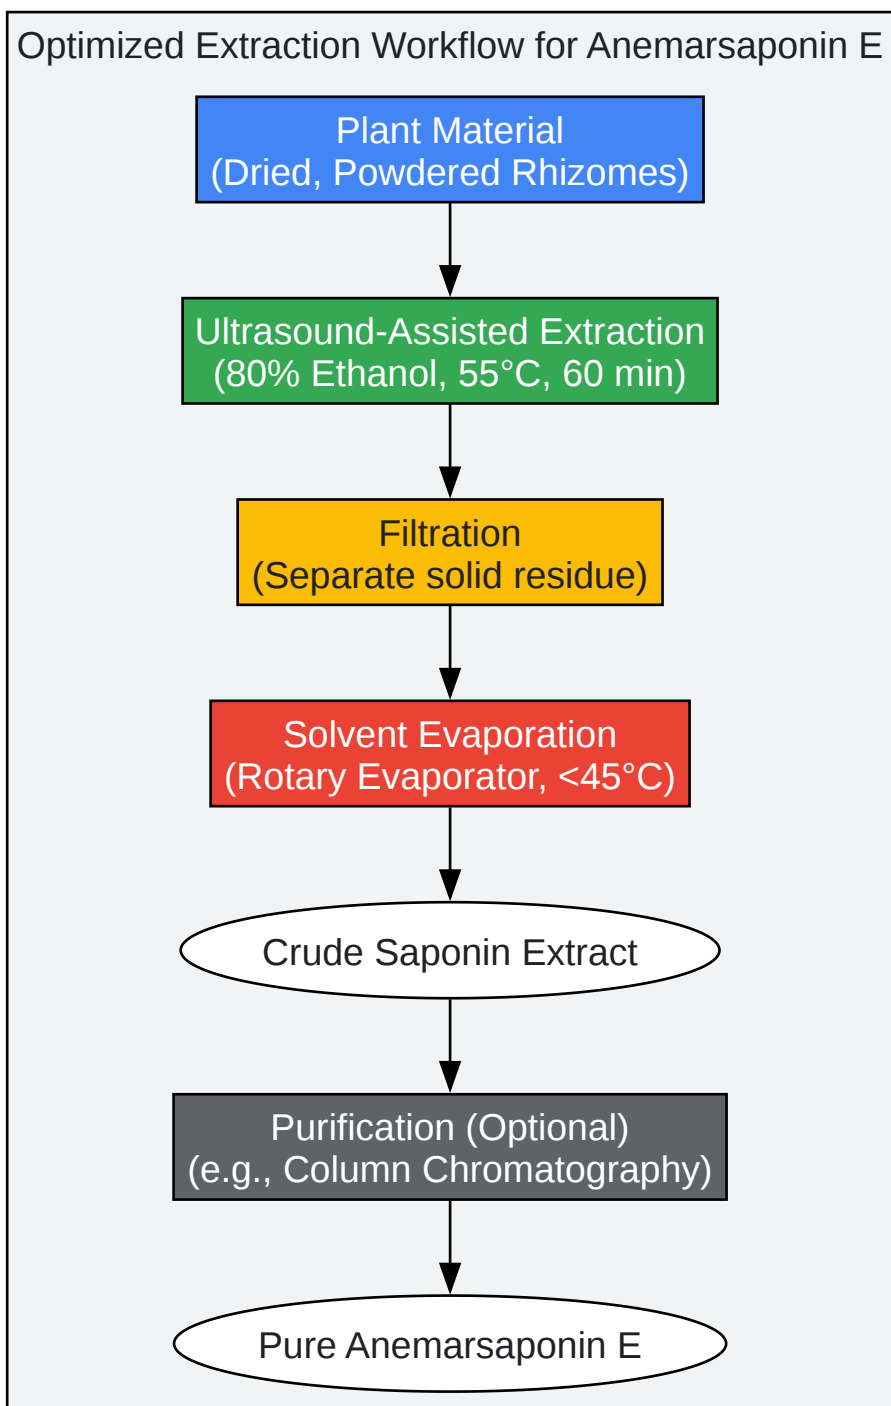 Optimized Extraction Workflow for Anemarsaponin E
Plant Material
(Dried, Powdered Rhizomes)
Ultrasound-Assisted Extraction
(80% Ethanol, 55°C, 60 min)
Filtration
(Separate solid residue)
Solvent Evaporation
(Rotary Evaporator, <45°C)
Crude Saponin Extract
Purification (Optional)
(e.g., Column Chromatography)
Pure Anemarsaponin E